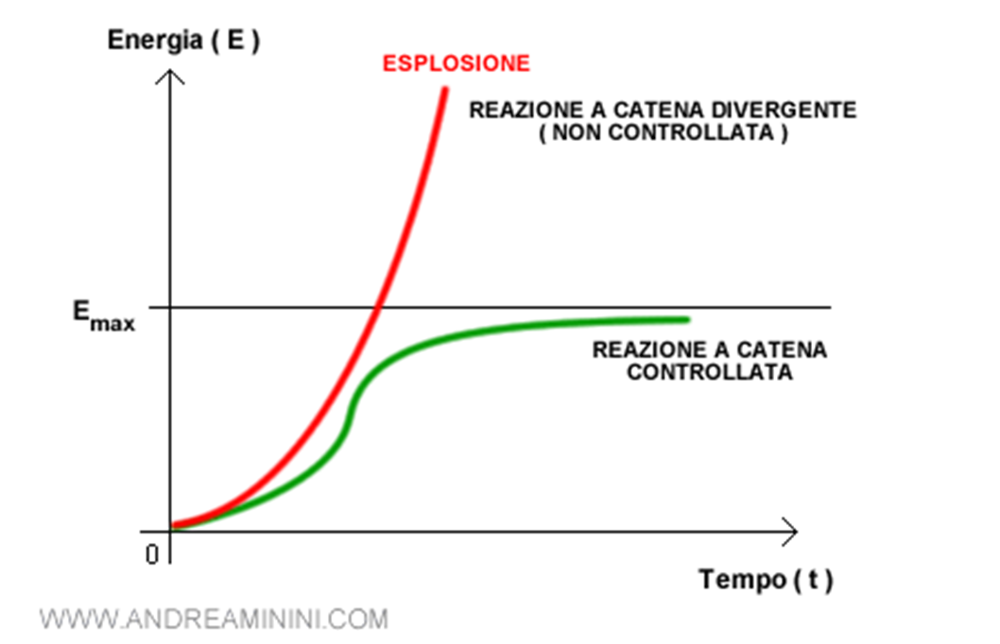 Energia ( E )
ESPLOSIONE
REAZIONE A CATENA DIVERGENTE
( NON CONTROLLATA )
Emax
REAZIONE A CATENA
CONTROLLATA
0
Tempo ( t )
WWW.ANDREAMININI.COM